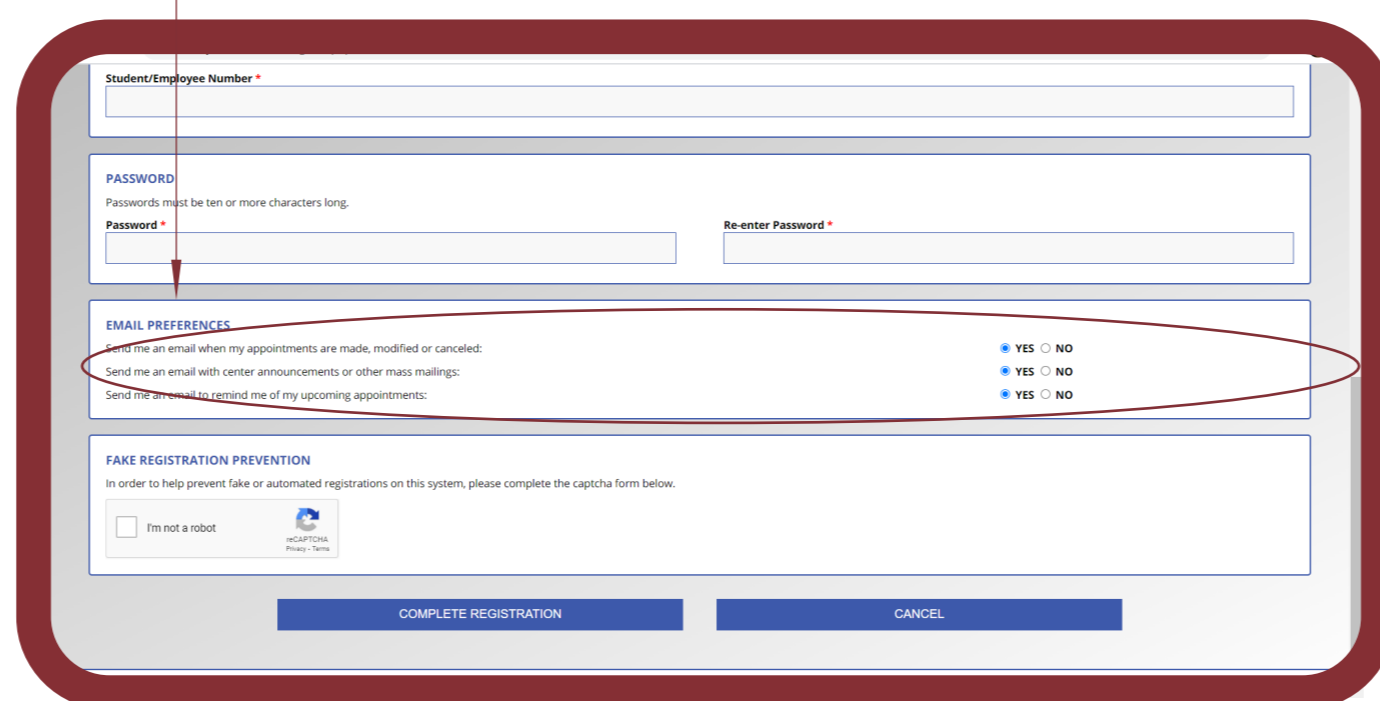 Student/Employee Number *
PASSWORD
Passwords must be ten or more characters long.
Password *
Re-enter Password *
EMAIL PREFERENCES
Send me an email when my appointments are made, modified or canceled:
YES NO
Send me an email with center announcements or other mass mailings:
YES NO
Send me an email to remind me of my upcoming appointments:
YES NO
FAKE REGISTRATION PREVENTION
In order to help prevent fake or automated registrations on this system, please complete the captcha form below.
I'm not a robot
reCAPTCHA
Privacy - Terms
COMPLETE REGISTRATION
CANCEL